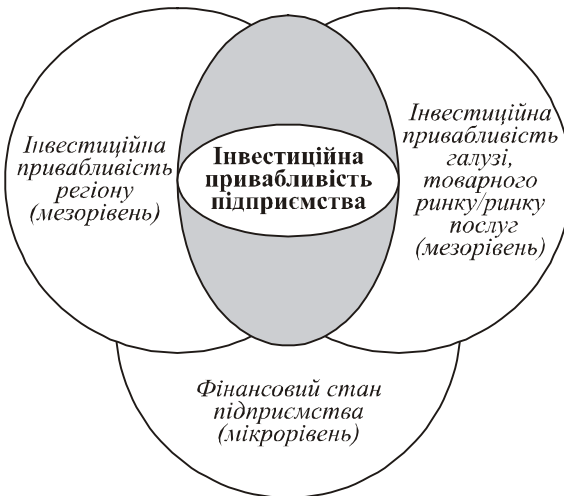 Інвестиційна
привабливість
регіону
(мезорівень)
Інвестиційна
привабливість
підприємства
Інвестиційна
привабливість
галузі,
товарного
ринку/ринку
послуг
(мезорівень)
Фінансовий стан
підприємства
(мікрорівень)